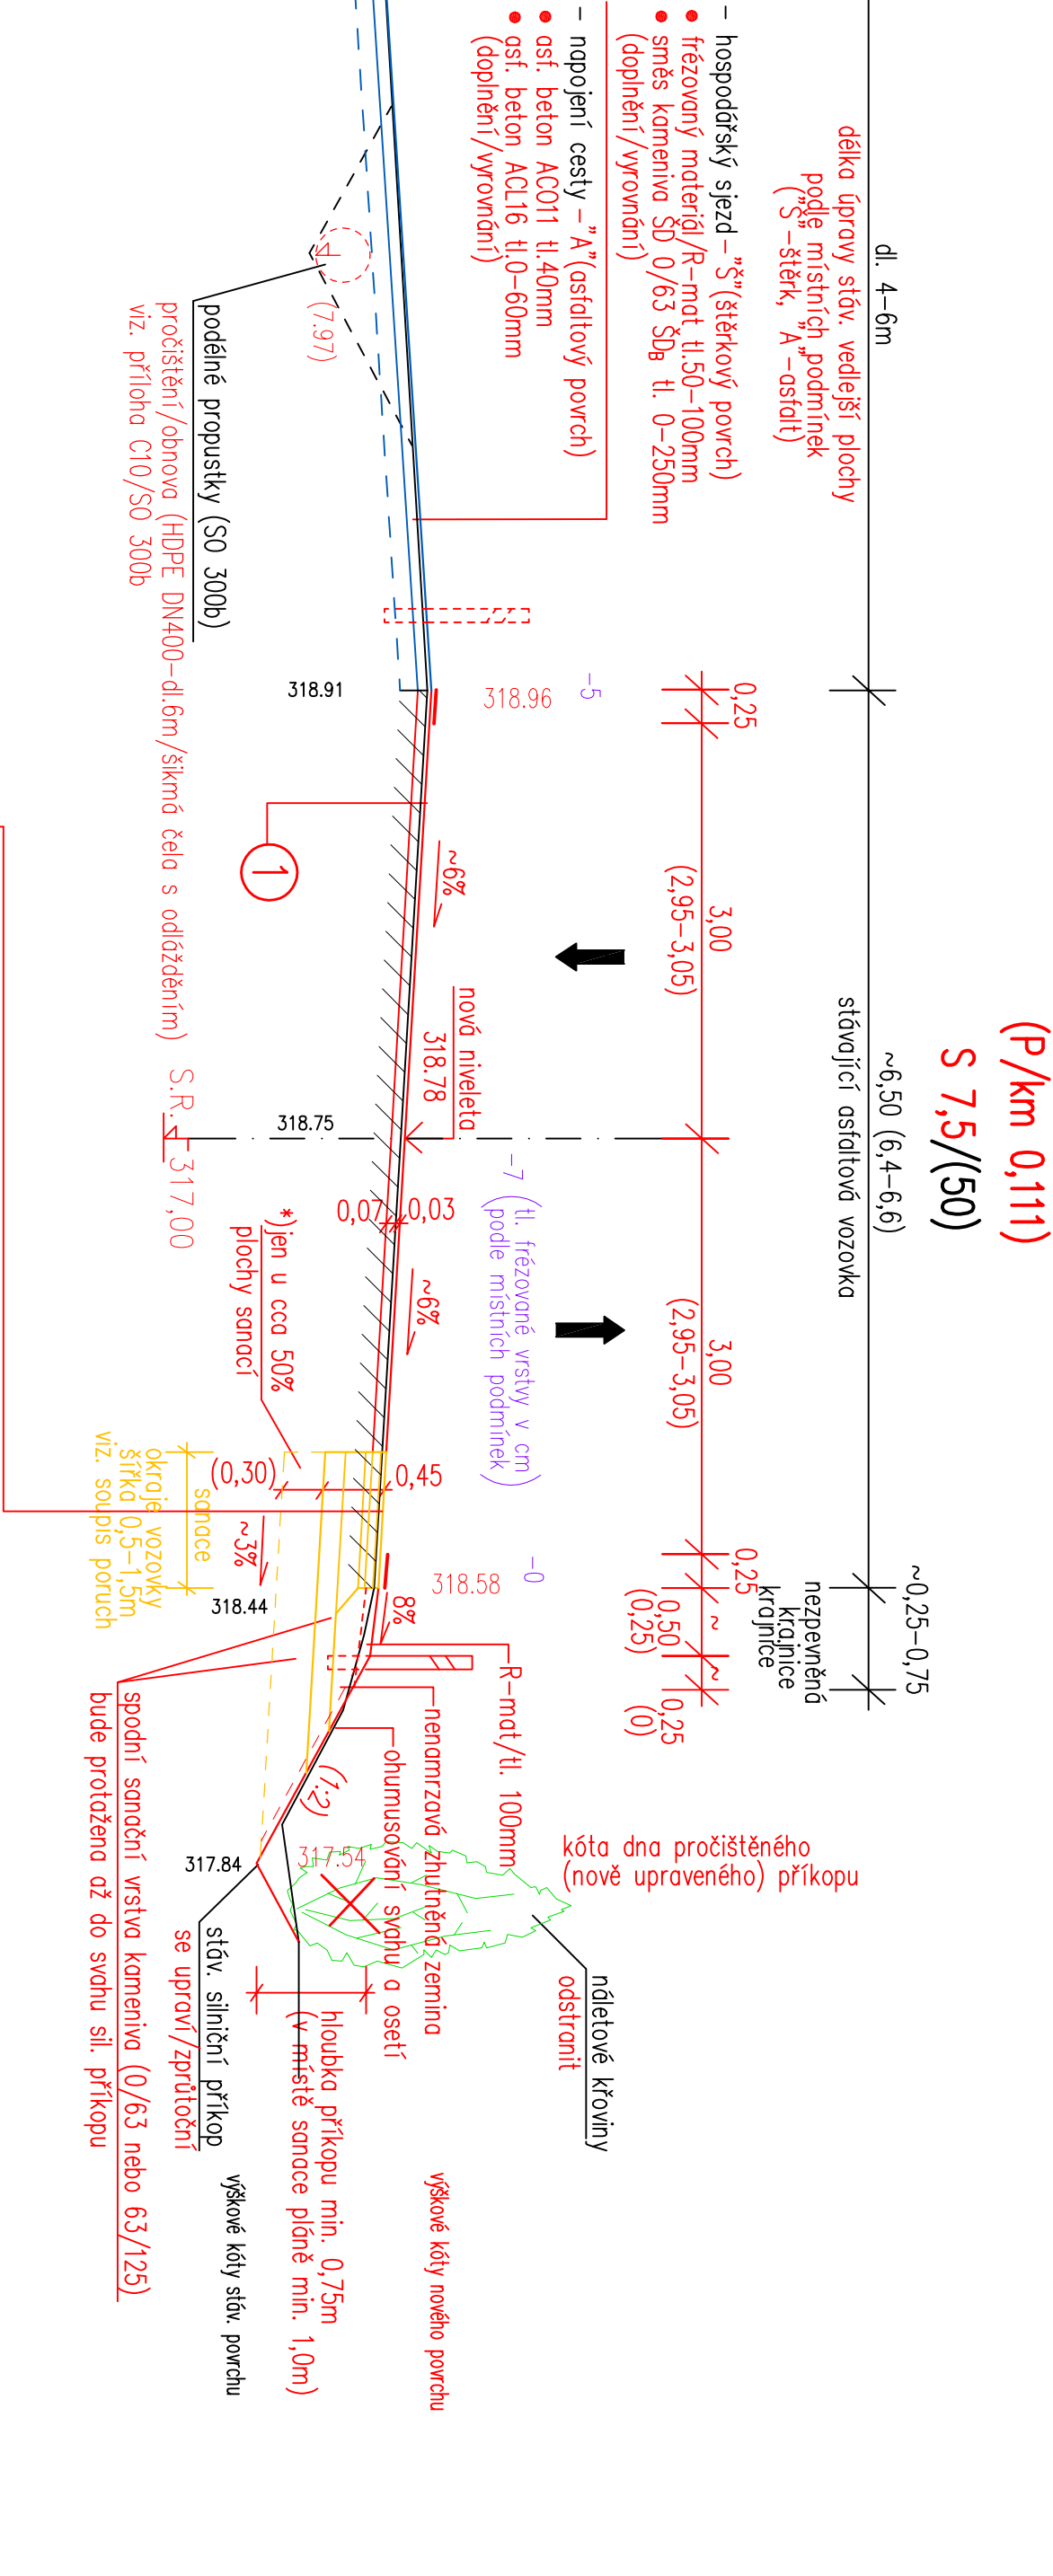 (P/km 0,111)
S 7,5/(50)
dl. 4-6m
~6,50 (6,4-6,6)
stávající asfaltová vozovka
~0,25-0,75
nezpevněná
krajnice
krajnice
délka úpravy stáv. vedlejší plochy
podle místních podmínek
("Š"-štěrk, "A"-asfalt)
- hospodářský sjezd-"Š"(štěrkový povrch)
• frézovaný materiál/R-mat tl.50-100mm
• směs kameniva ŠD 0/63 ŠDB tl. 0-250mm
(doplnění/vyrovnání)
- napojení cesty -"A"(asfaltový povrch)
• asf. beton ACO11 tl.40mm
• asf. beton ACL16 tl.0-60mm
(doplnění/vyrovnání)
0,25
3,00
(2,95-3,05)
3,00
(2,95-3,05)
0,25
~
0,50
(0,25)
~
0,25
(0)
-5
318.96
318.91
~6%
nová niveleta
318.78
318.75
-7 (tl. frézované vrstvy v cm
podle místních podmínek)
0,03
0,07
~6%
-0
318.58
8%
0,45
(0,30)
318.44
~3%
*)jen u cca 50%
plochy sanací
sanace
okraje vozovky
šířka 0,5-1,5m
viz. soupis poruch
1
S.R. 317,00
(7.97)
podélné propustky (SO 300b)
pročištění/obnova (HDPE DN400-dl.6m/šikmá čela s odlážděním)
viz. příloha C10/SO 300b
R-mat/tl. 100mm
nenamrzavá zhutněná zemina
ohumusování svahu a osetí
(1:2)
317.54
317.84
kóta dna pročištěného
(nově upraveného) příkopu
náletové křoviny
odstranit
stáv. silniční příkop
se upraví/zprůtoční
hloubka příkopu min. 0,75m
(v místě sanace pláně min. 1,0m)
spodní sanační vrstva kameniva (0/63 nebo 63/125)
bude protažena až do svahu sil. příkopu
výškové kóty nového povrchu
výškové kóty stáv. povrchu